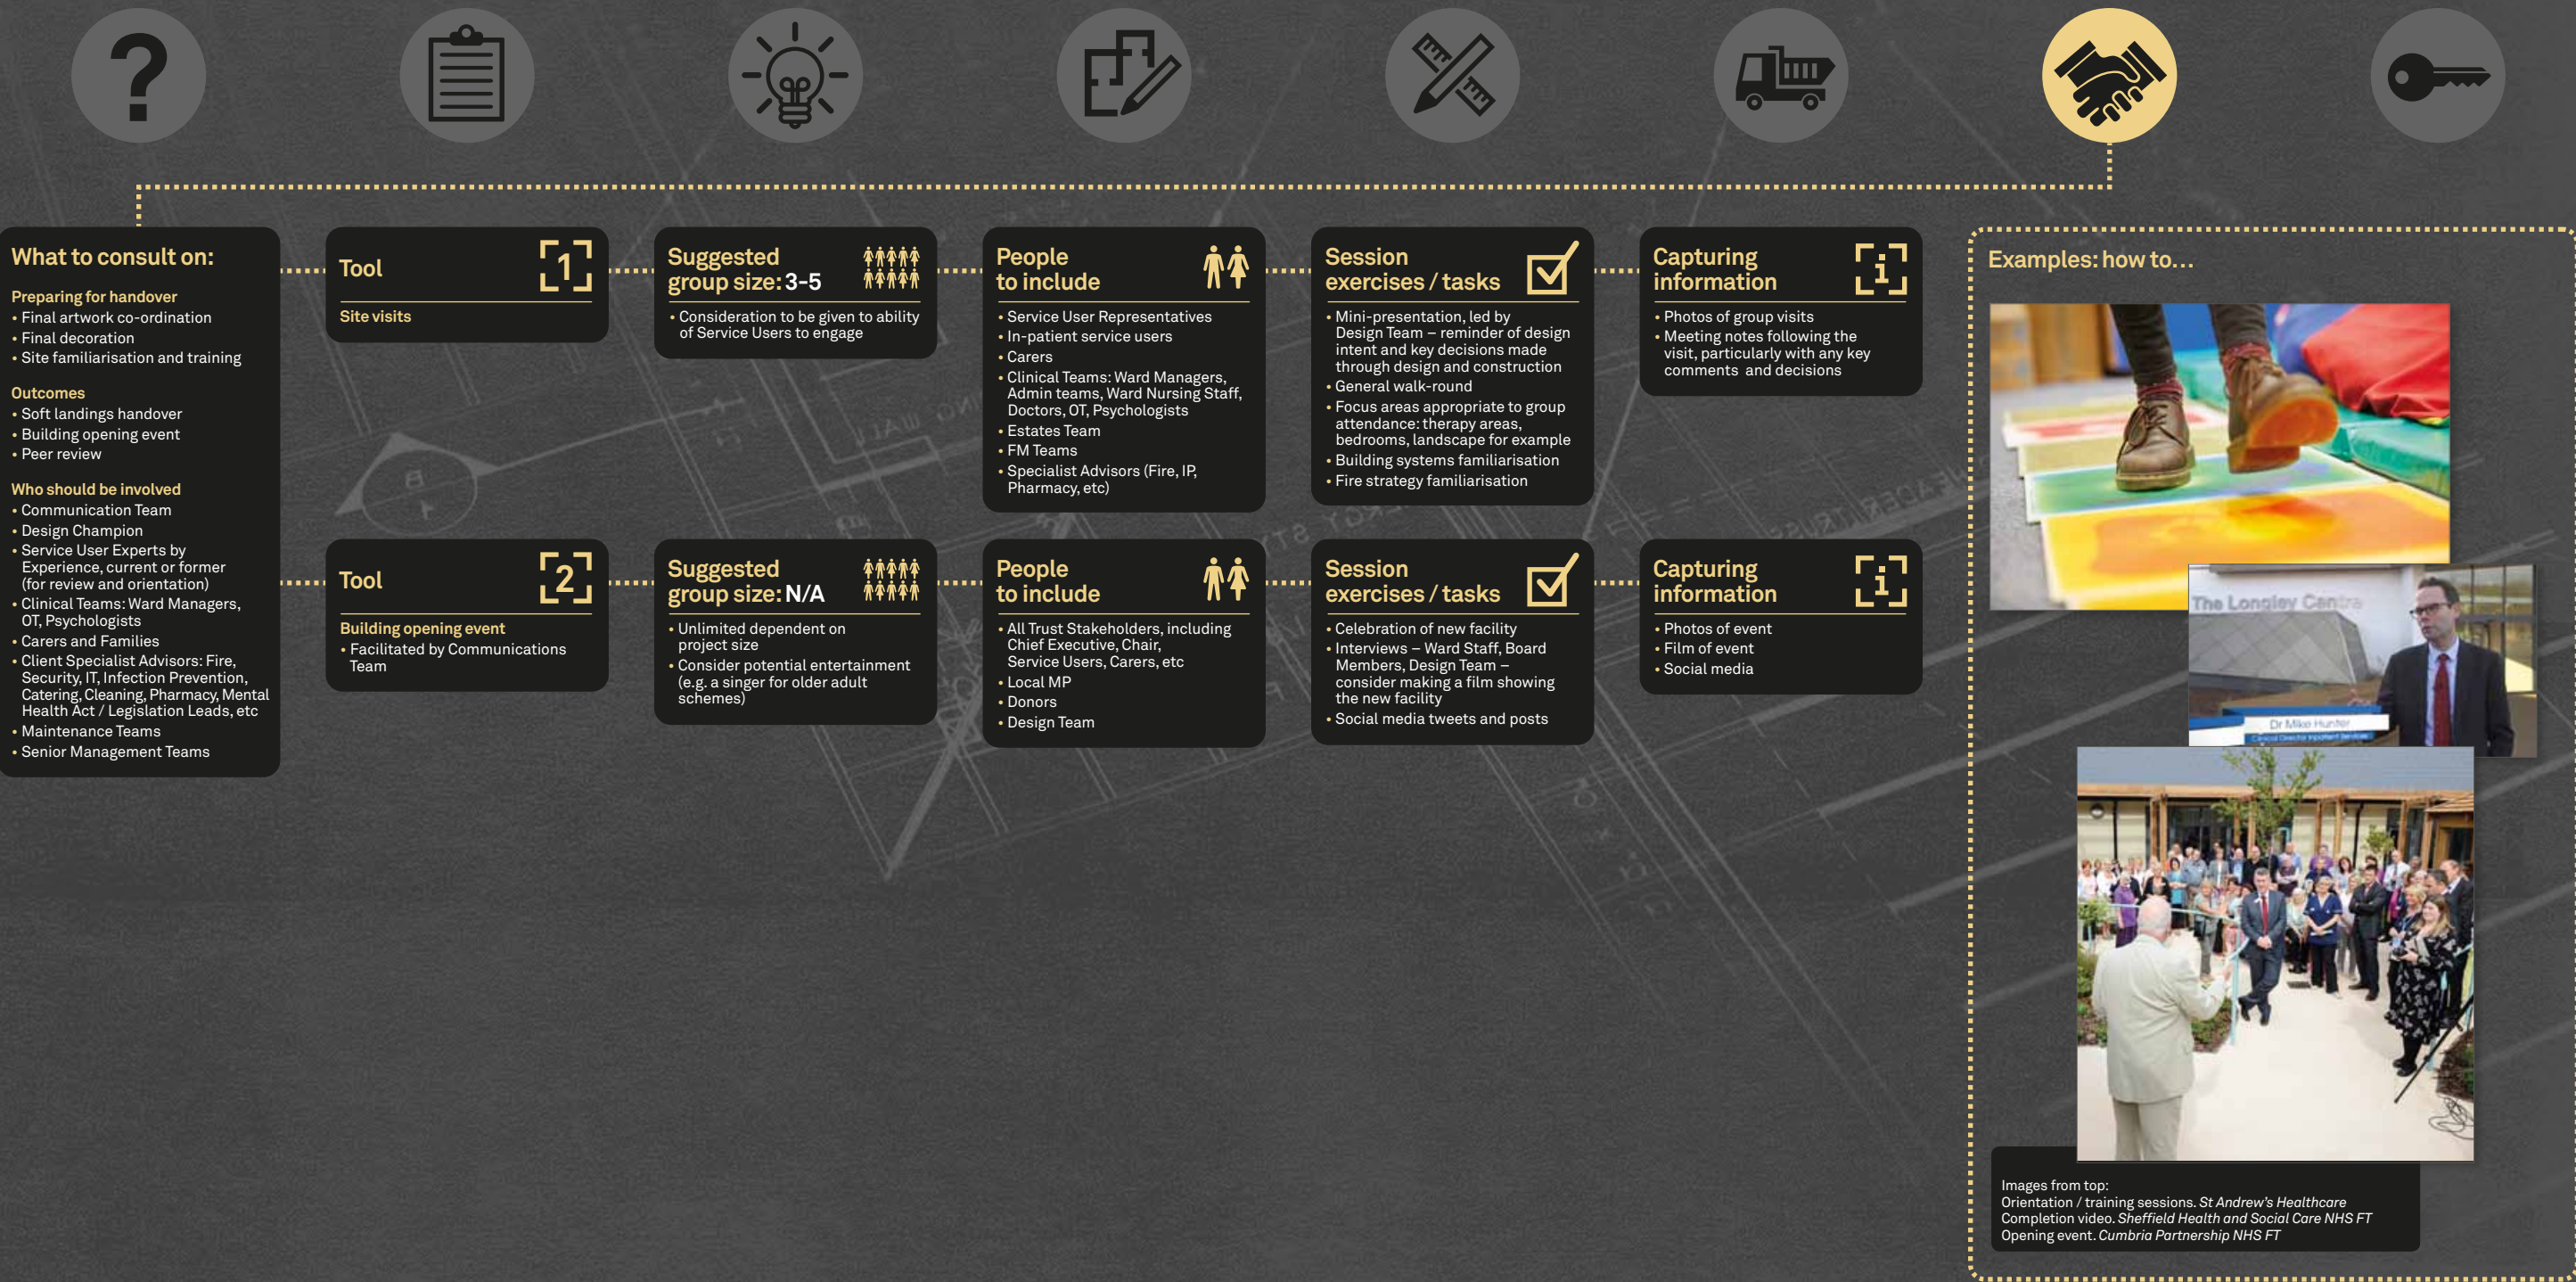 What to consult on:
Preparing for handover
• Final artwork co-ordination
• Final decoration
• Site familiarisation and training
Outcomes
• Soft landings handover
• Building opening event
• Peer review
Who should be involved
• Communication Team
• Design Champion
• Service User Experts by
Experience, current or former
(for review and orientation)
• Clinical Teams: Ward Managers,
OT, Psychologists
• Carers and Families
• Client Specialist Advisors: Fire,
Security, IT, Infection Prevention,
Catering, Cleaning, Pharmacy, Mental
Health Act / Legislation Leads, etc
• Maintenance Teams
• Senior Management Teams
Tool
1
Site visits
Suggested
group size: 3-5
• Consideration to be given to ability
of Service Users to engage
People
to include
• Service User Representatives
• In-patient service users
• Carers
• Clinical Teams: Ward Managers,
Admin teams, Ward Nursing Staff,
Doctors, OT, Psychologists
• Estates Team
• FM Teams
• Specialist Advisors (Fire, IP,
Pharmacy, etc)
Session
exercises / tasks
• Mini-presentation, led by
Design Team – reminder of design
intent and key decisions made
through design and construction
• General walk-round
• Focus areas appropriate to group
attendance: therapy areas,
bedrooms, landscape for example
• Building systems familiarisation
• Fire strategy familiarisation
Capturing
information
• Photos of group visits
• Meeting notes following the
visit, particularly with any key
comments and decisions
Tool
2
Building opening event
• Facilitated by Communications
Team
Suggested
group size: N/A
• Unlimited dependent on
project size
• Consider potential entertainment
(e.g. a singer for older adult
schemes)
People
to include
• All Trust Stakeholders, including
Chief Executive, Chair,
Service Users, Carers, etc
• Local MP
• Donors
• Design Team
Session
exercises / tasks
• Celebration of new facility
• Interviews – Ward Staff, Board
Members, Design Team –
consider making a film showing
the new facility
• Social media tweets and posts
Capturing
information
• Photos of event
• Film of event
• Social media
Examples: how to...
The Longley Centre
Dr Mike Hunter
Clinical Director Inpatient Services
Images from top:
Orientation / training sessions. St Andrew's Healthcare
Completion video. Sheffield Health and Social Care NHS FT
Opening event. Cumbria Partnership NHS FT